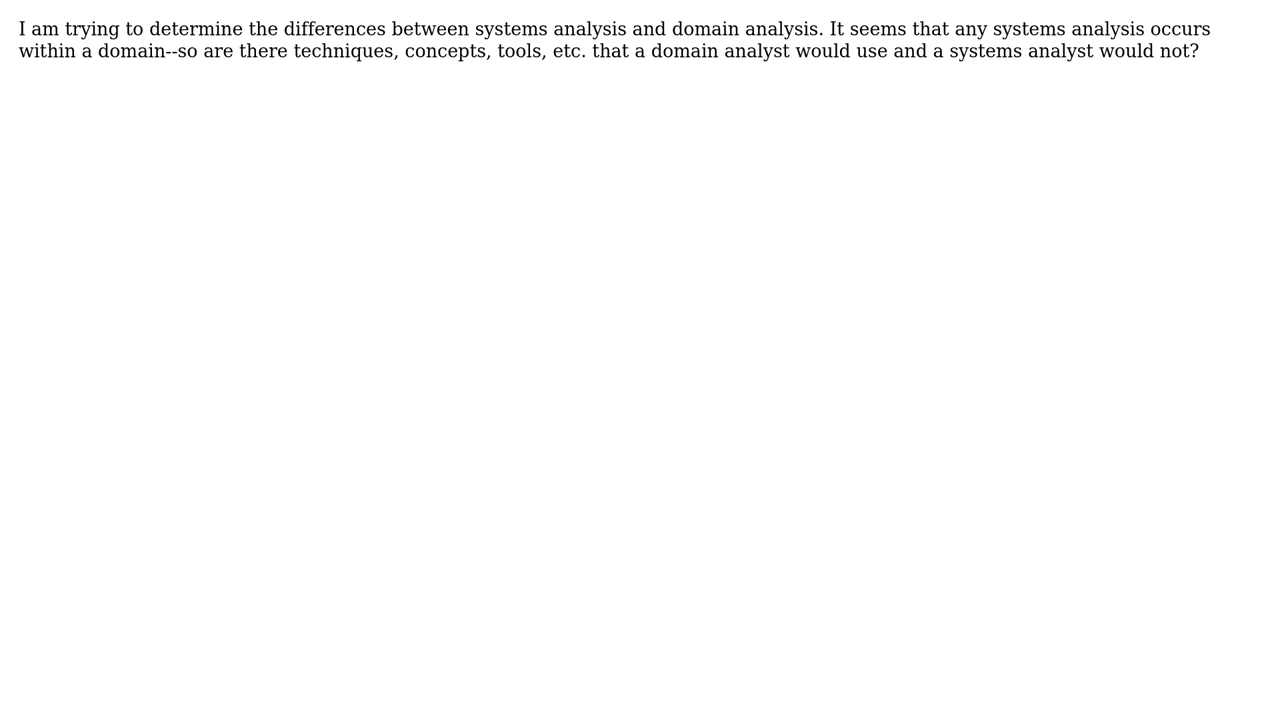 I am trying to determine the differences between systems analysis and domain analysis. It seems that any systems analysis occurs
within a domain--so are there techniques, concepts, tools, etc. that a domain analyst would use and a systems analyst would not?